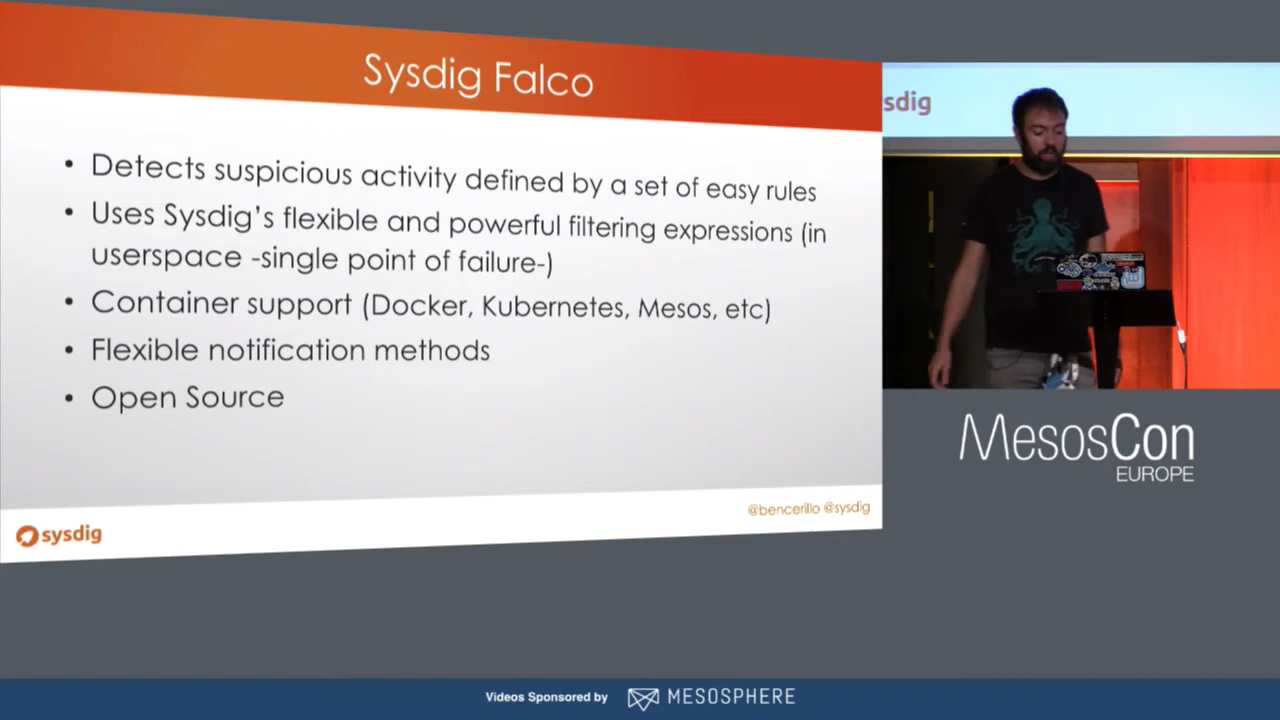 Sysdig Falco
• Detects suspicious activity defined by a set of easy rules
• Uses Sysdig's flexible and powerful filtering expressions (in
userspace -single point of failure-)
• Container support (Docker, Kubernetes, Mesos, etc)
• Flexible notification methods
• Open Source
@bencerillo @sysdig
sysdig
sdig
MesosCon
EUROPE
Videos Sponsored by
MESOSPHERE